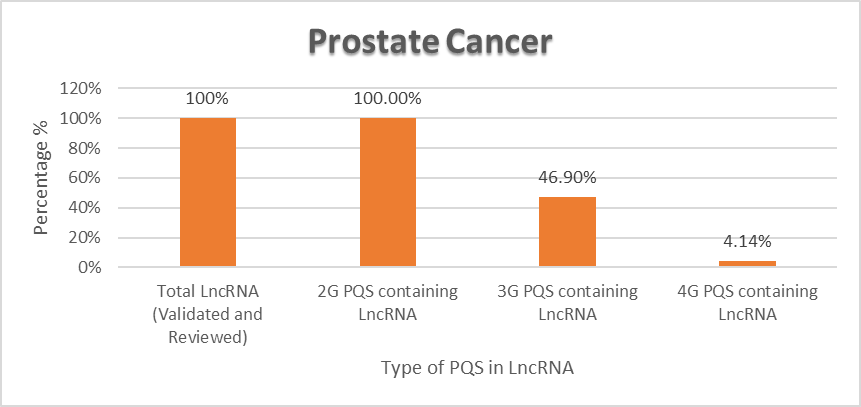 Prostate Cancer
Percentage %
120%
100%
80%
60%
40%
20%
0%
100%
100.00%
46.90%
4.14%
Total LncRNA
(Validated and
Reviewed)
2G PQS containing
LncRNA
3G PQS containing
LncRNA
4G PQS containing
LncRNA
Type of PQS in LncRNA